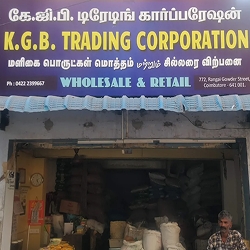 கே.ஜி.பி. டிரேடிங் கார்ப்பரேஷன்
K.G.B. TRADING CORPORATION
மளிகை பொருட்கள் மொத்தம் மற்றும் சில்லரை விற்பனை
WHOLESALE & RETAIL
Ph : 0422 2399667
772, Rangai Gowder Street,
Coimbatore - 641 001.